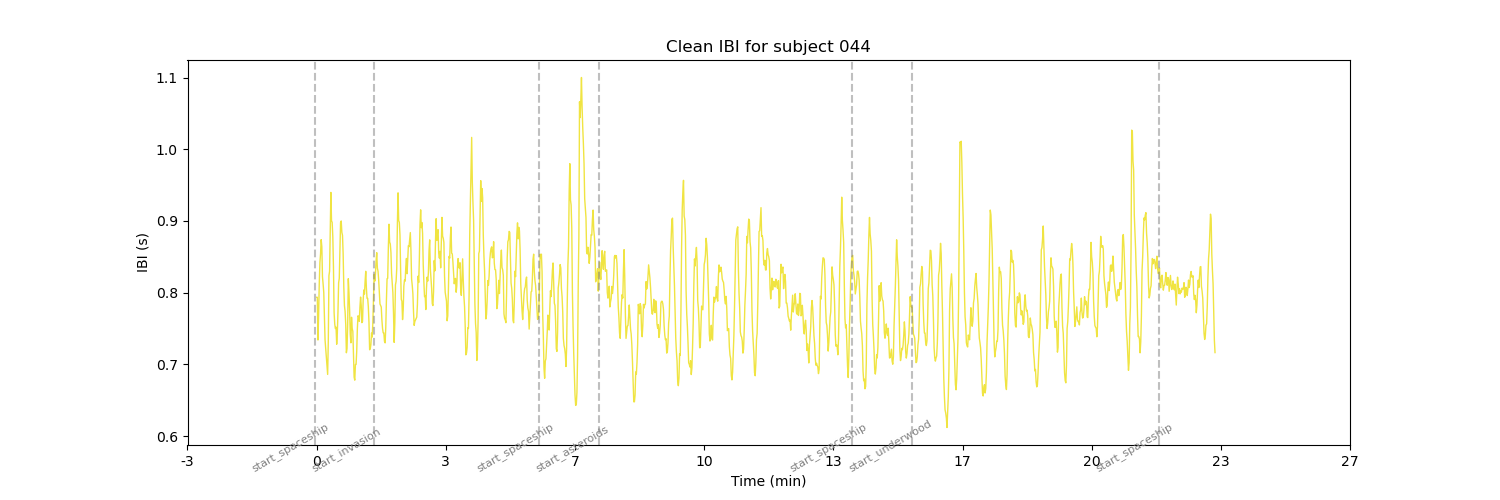 Clean IBI for subject 044
IBI (s)
1.1
1.0
0.9
0.8
0.7
0.6
start_spaceship
start_invasion
start_spaceship
start_asteroids
start_spaceship
start_underwood
start_spaceship
-3 0 3 7 10 13 17 20 23 27
Time (min)